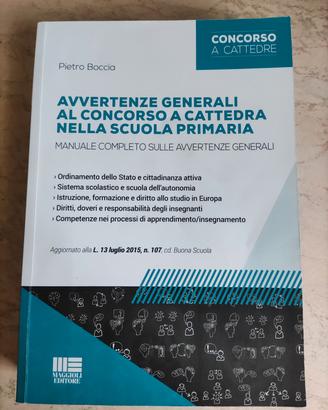 CONCORSO
A CATTEDRE
Pietro Boccia
AVVERTENZE GENERALI
AL CONCORSO A CATTEDRA
NELLA SCUOLA PRIMARIA
MANUALE COMPLETO SULLE AVVERTENZE GENERALI
› Ordinamento dello Stato e cittadinanza attiva
› Sistema scolastico e scuola dell'autonomia
› Istruzione, formazione e diritto allo studio in Europa
› Diritti, doveri e responsabilità degli insegnanti
› Competenze nei processi di apprendimento/insegnamento
Aggiornato alla L. 13 luglio 2015, n. 107, cd. Buona Scuola
MAGGIOLI
EDITORE